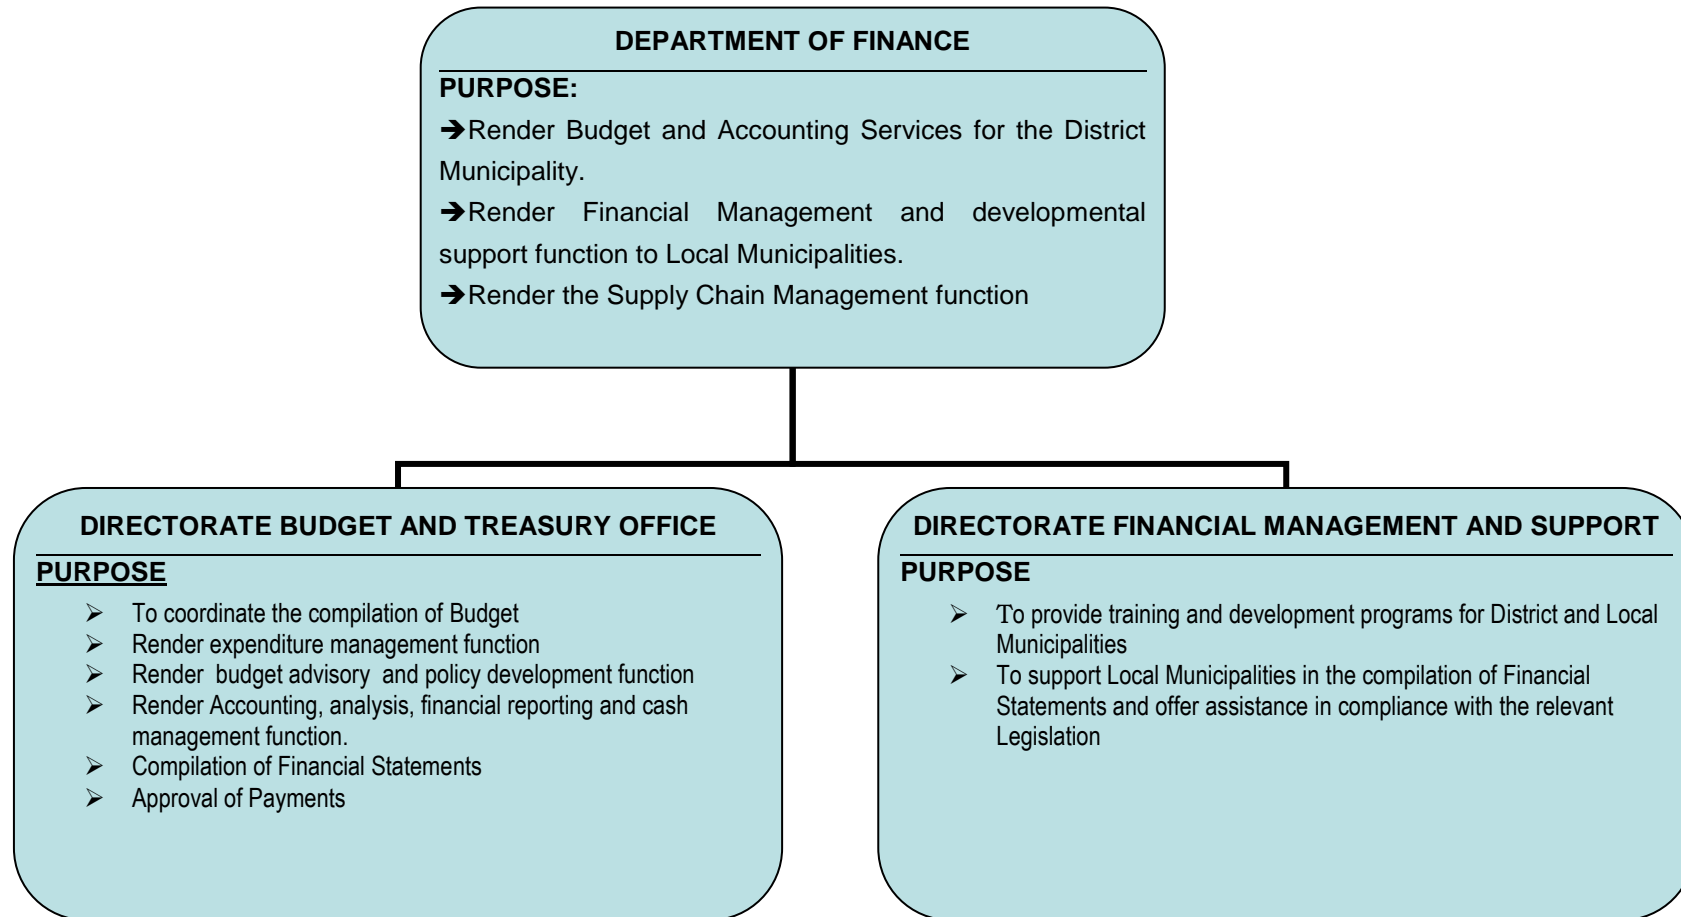 DEPARTMENT OF FINANCE
PURPOSE:
➔Render Budget and Accounting Services for the District
Municipality.
➔Render Financial Management and developmental
support function to Local Municipalities.
➔Render the Supply Chain Management function
DIRECTORATE BUDGET AND TREASURY OFFICE
PURPOSE
➢ To coordinate the compilation of Budget
➢ Render expenditure management function
➢ Render budget advisory and policy development function
➢ Render Accounting, analysis, financial reporting and cash
management function.
➢ Compilation of Financial Statements
➢ Approval of Payments
DIRECTORATE FINANCIAL MANAGEMENT AND SUPPORT
PURPOSE
➢ To provide training and development programs for District and Local
Municipalities
➢ To support Local Municipalities in the compilation of Financial
Statements and offer assistance in compliance with the relevant
Legislation